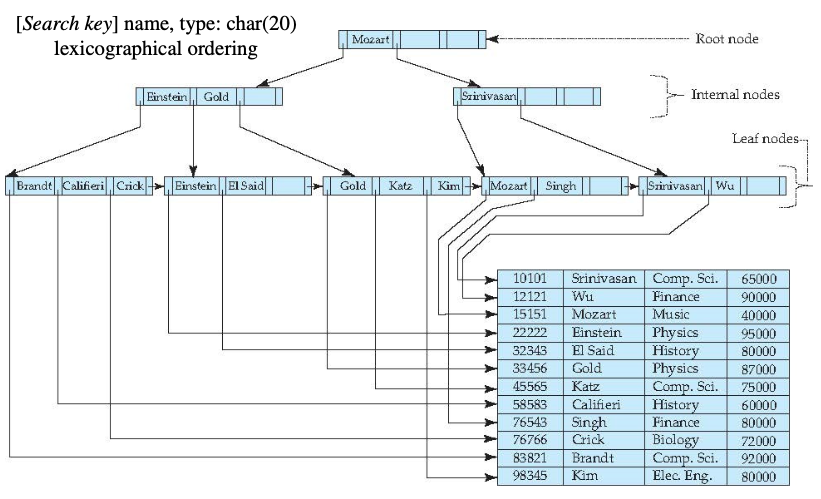 [Search key] name, type: char(20)
lexicographical ordering
Mozart
Root node
Einstein Gold
Srinivasan
Internal nodes
Leaf nodes
Brandt Califieri Crick
Einstein El Said
Gold Katz Kim
Mozart Singh
Srinivasan Wu
10101 Srinivasan Comp. Sci. 65000
12121 Wu Finance 90000
15151 Mozart Music 40000
22222 Einstein Physics 95000
32343 El Said History 80000
33456 Gold Physics 87000
45565 Katz Comp. Sci. 75000
58583 Califieri History 60000
76543 Singh Finance 80000
76766 Crick Biology 72000
83821 Brandt Comp. Sci. 92000
98345 Kim Elec. Eng. 80000